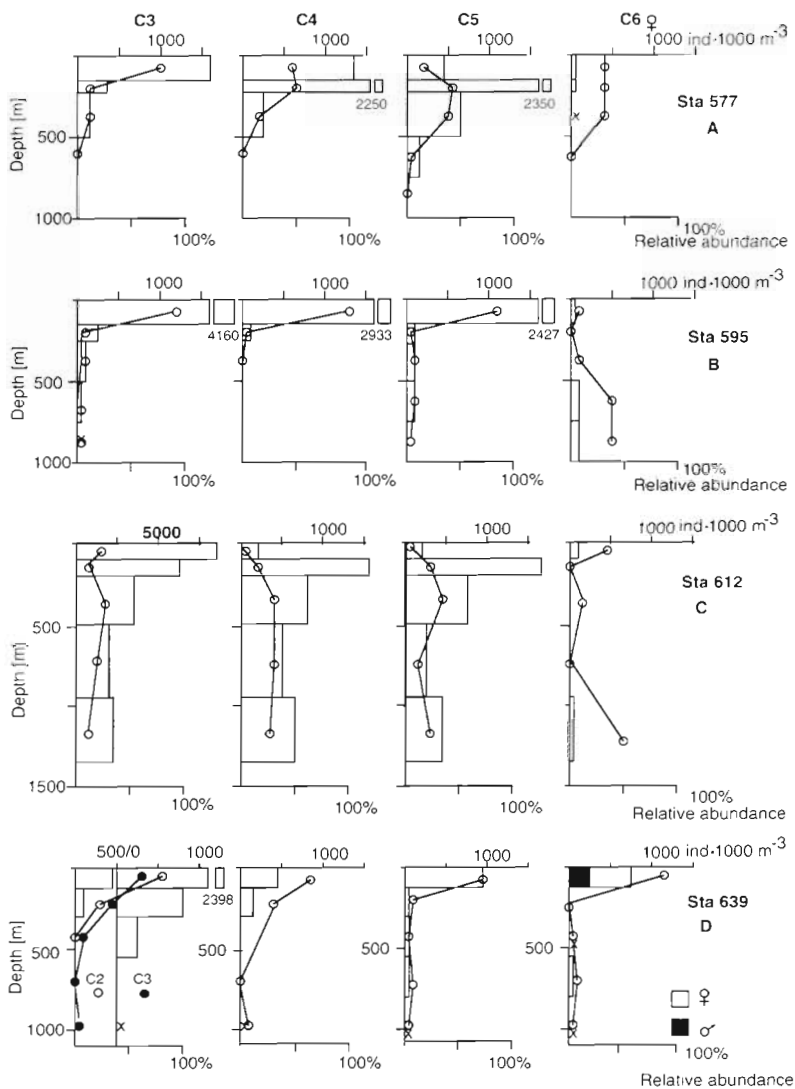 C3 C4 C5 C6 ♀
1000 1000 1000 1000 ind·1000 m⁻³
2250 2350
Sta 577
A
Depth [m]
500
1000
100% 100% 100% 100%
Relative abundance
1000 1000 1000 1000 ind·1000 m⁻³
4160 2933 2427
Sta 595
B
Depth [m]
500
1000
100% 100% 100% 100%
Relative abundance
5000 1000 1000 1000 ind·1000 m⁻³
Sta 612
C
Depth [m]
500
1500
100% 100% 100% 100%
Relative abundance
500/0 1000 1000 1000 1000 ind·1000 m⁻³
2398
Sta 639
D
Depth [m]
500 500 500
C2 C3
♀
♂
1000
100% 100% 100% 100%
Relative abundance